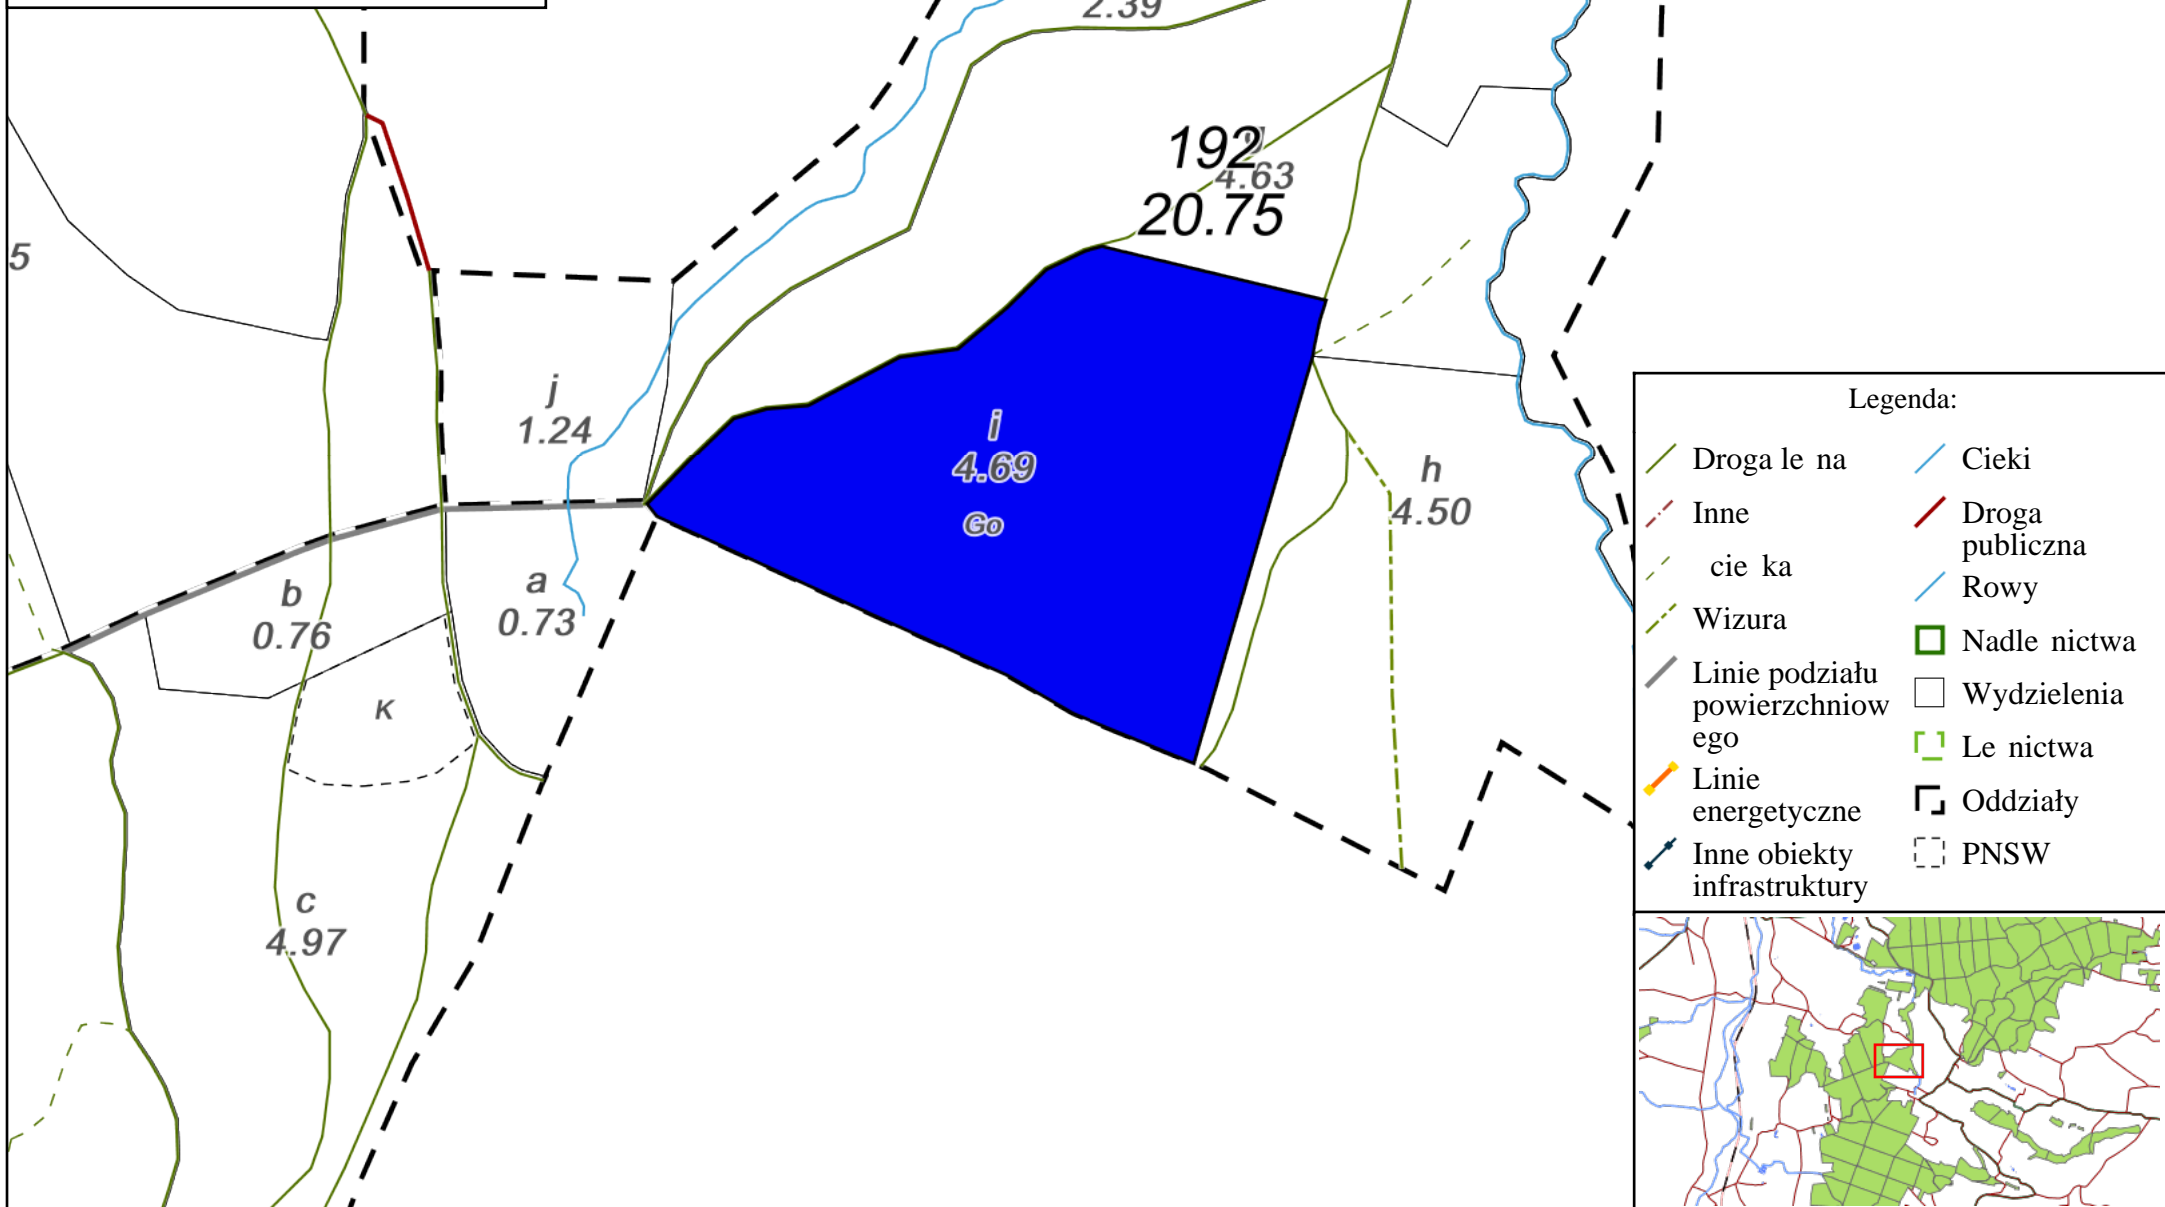 2.39
192
4.63
20.75
5
j
1.24
i
4.69
Go
h
4.50
b
0.76
a
0.73
K
c
4.97
Legenda:
Droga le na
Inne
cie ka
Wizura
Linie podziału
powierzchniow
ego
Linie
energetyczne
Inne obiekty
infrastruktury
Cieki
Droga
publiczna
Rowy
Nadle nictwa
Wydzielenia
Le nictwa
Oddziały
PNSW